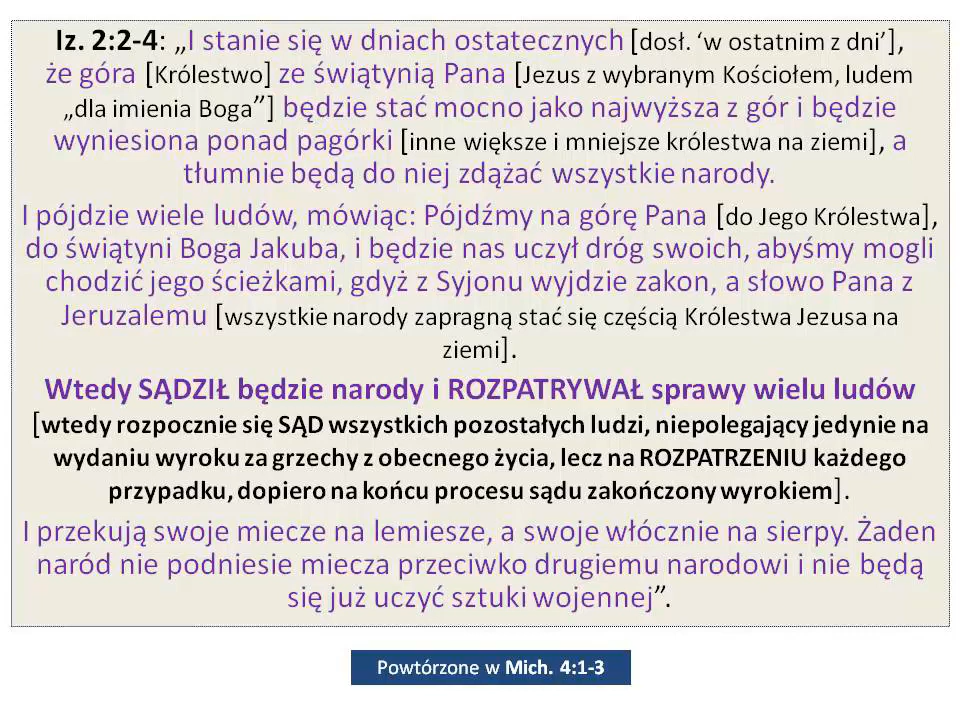 Iz. 2:2-4: „I stanie się w dniach ostatecznych [dosł. ‘w ostatnim z dni’],
że góra [Królestwo] ze świątynią Pana [Jezus z wybranym Kościołem, ludem
„dla imienia Boga”] będzie stać mocno jako najwyższa z gór i będzie
wyniesiona ponad pagórki [inne większe i mniejsze królestwa na ziemi], a
tłumnie będą do niej zdążać wszystkie narody.
I pójdzie wiele ludów, mówiąc: Pójdźmy na górę Pana [do Jego Królestwa],
do świątyni Boga Jakuba, i będzie nas uczył dróg swoich, abyśmy mogli
chodzić jego ścieżkami, gdyż z Syjonu wyjdzie zakon, a słowo Pana z
Jeruzalemu [wszystkie narody zapragną stać się częścią Królestwa Jezusa na
ziemi].
Wtedy SĄDZIŁ będzie narody i ROZPATRYWAŁ sprawy wielu ludów
[wtedy rozpocznie się SĄD wszystkich pozostałych ludzi, niepolegający jedynie na
wydaniu wyroku za grzechy z obecnego życia, lecz na ROZPATRZENIU każdego
przypadku, dopiero na końcu procesu sądu zakończony wyrokiem].
I przekują swoje miecze na lemiesze, a swoje włócznie na sierpy. Żaden
naród nie podniesie miecza przeciwko drugiemu narodowi i nie będą
się już uczyć sztuki wojennej”.
Powtórzone w Mich. 4:1-3